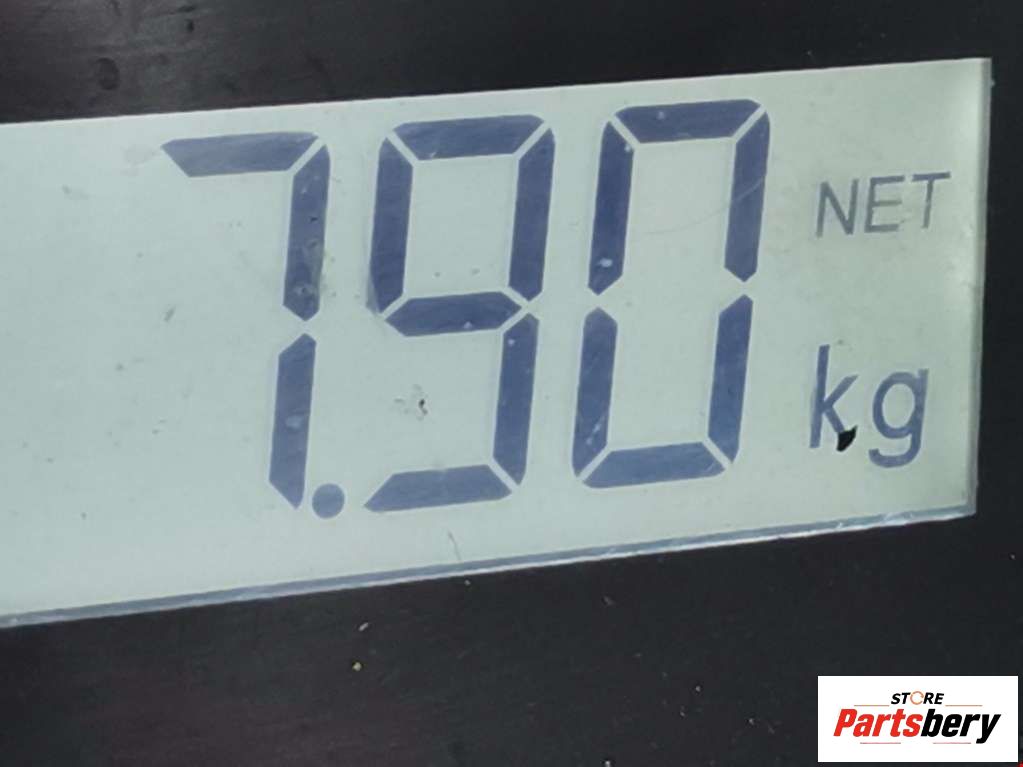 7.90 NET
kg
STORE
Partsbery